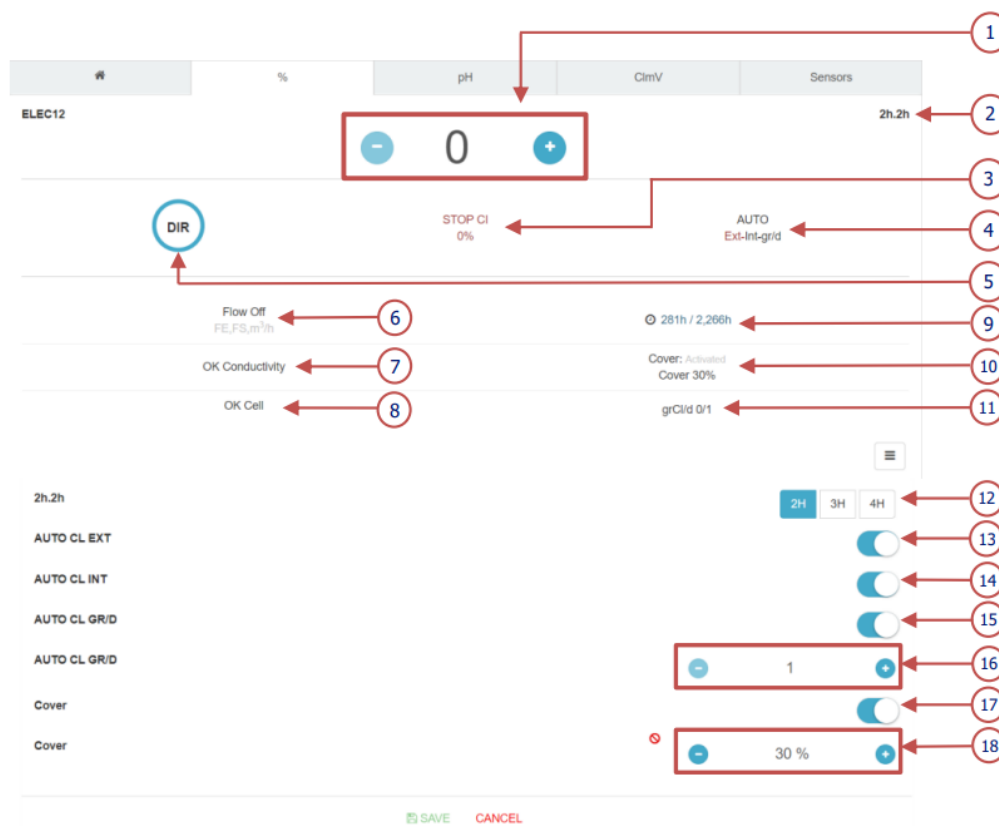 1
% pH ClmV Sensors
ELEC12 2h.2h 2
- 0 +
3
STOP Cl AUTO
DIR 0% Ext-Int-gr/d 4
5
Flow Off
FE,FS,m³/h 6 281h / 2,266h 9
OK Conductivity 7 Cover: Activated
Cover 30% 10
OK Cell 8 grCl/d 0/1 11
2h.2h 2H 3H 4H 12
AUTO CL EXT 13
AUTO CL INT 14
AUTO CL GR/D 15
AUTO CL GR/D - 1 + 16
Cover 17
Cover - 30 % + 18
SAVE CANCEL